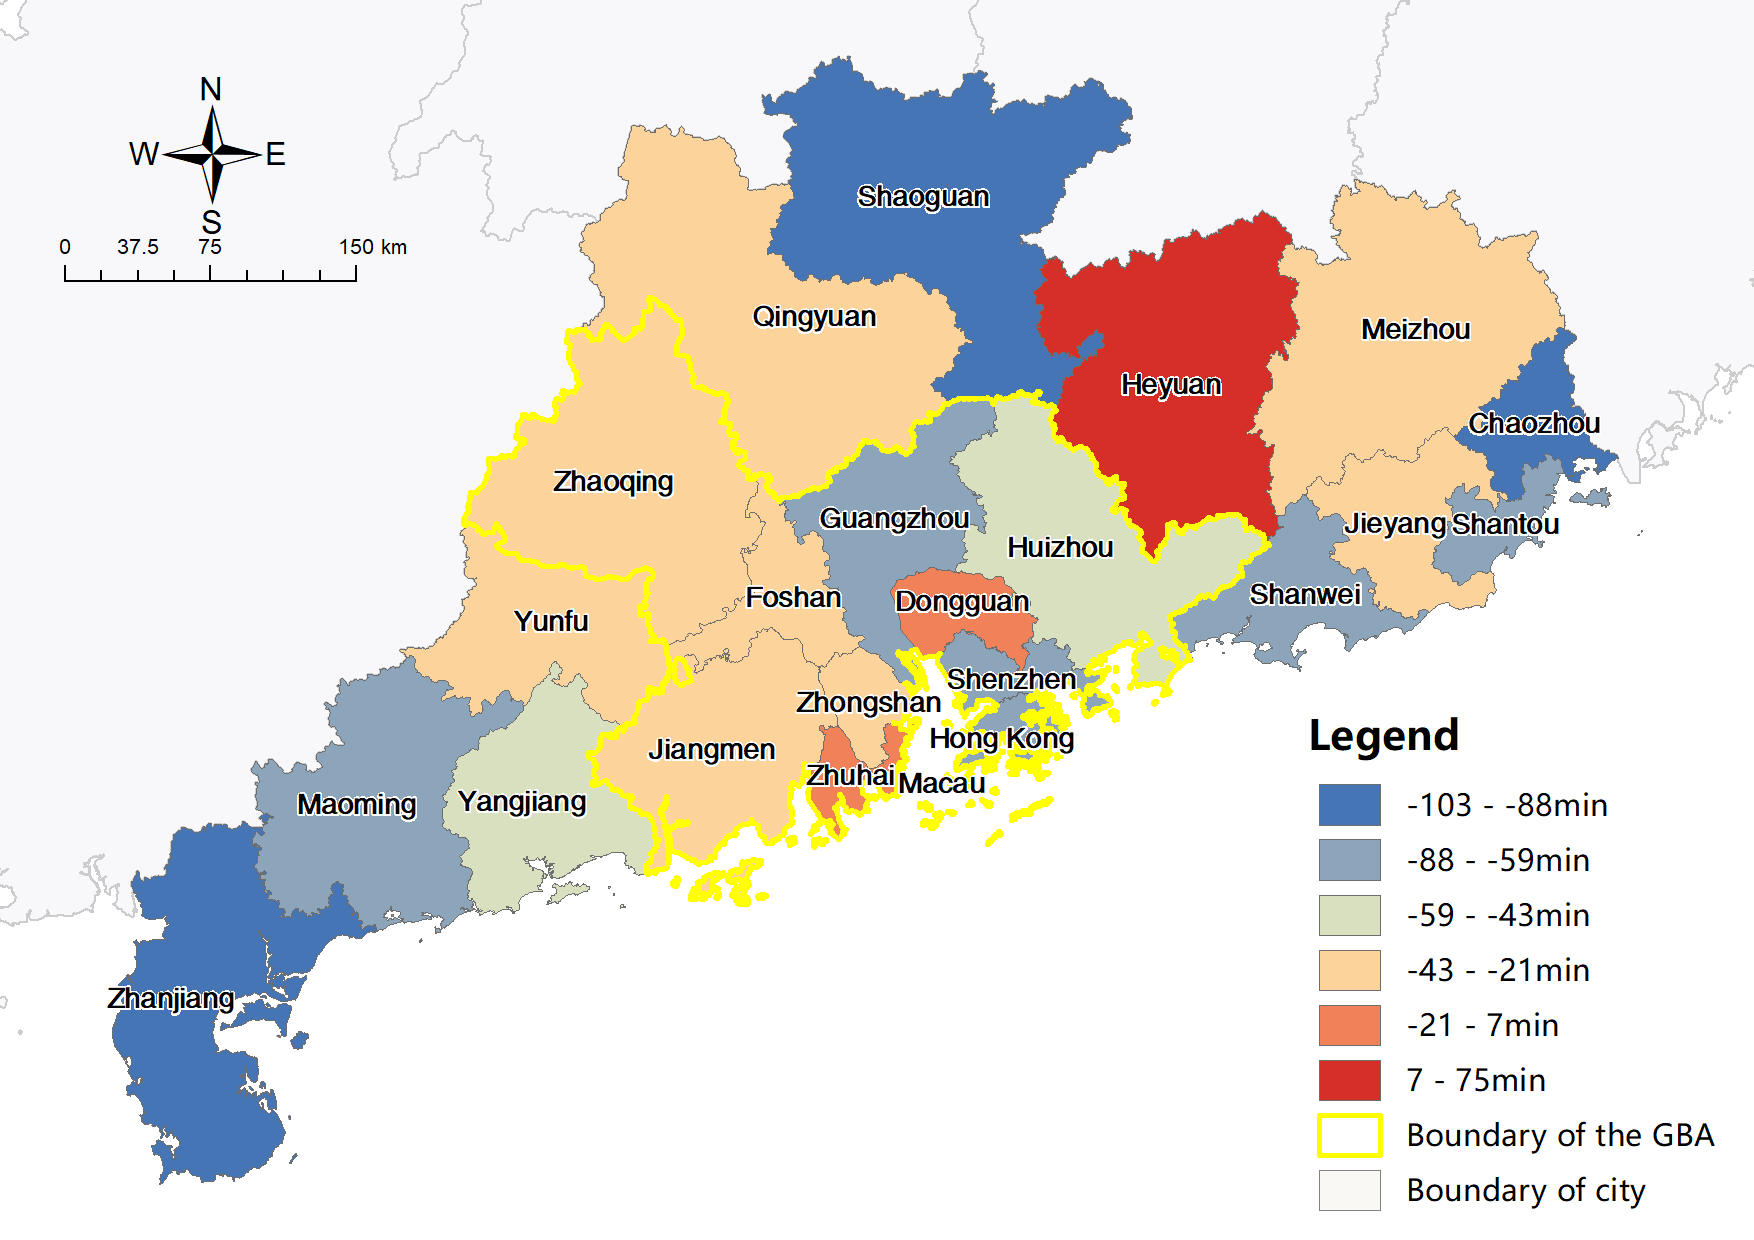 N
W E
S
0 37.5 75 150 km
Shaoguan
Qingyuan
Meizhou
Heyuan
Chaozhou
Zhaoqing
Guangzhou
Jieyang Shantou
Huizhou
Shanwei
Foshan
Dongguan
Yunfu
Shenzhen
Zhongshan
Hong Kong
Jiangmen
Zhuhai Macau
Maoming
Yangjiang
Zhanjiang
Legend
-103 - -88min
-88 - -59min
-59 - -43min
-43 - -21min
-21 - 7min
7 - 75min
Boundary of the GBA
Boundary of city